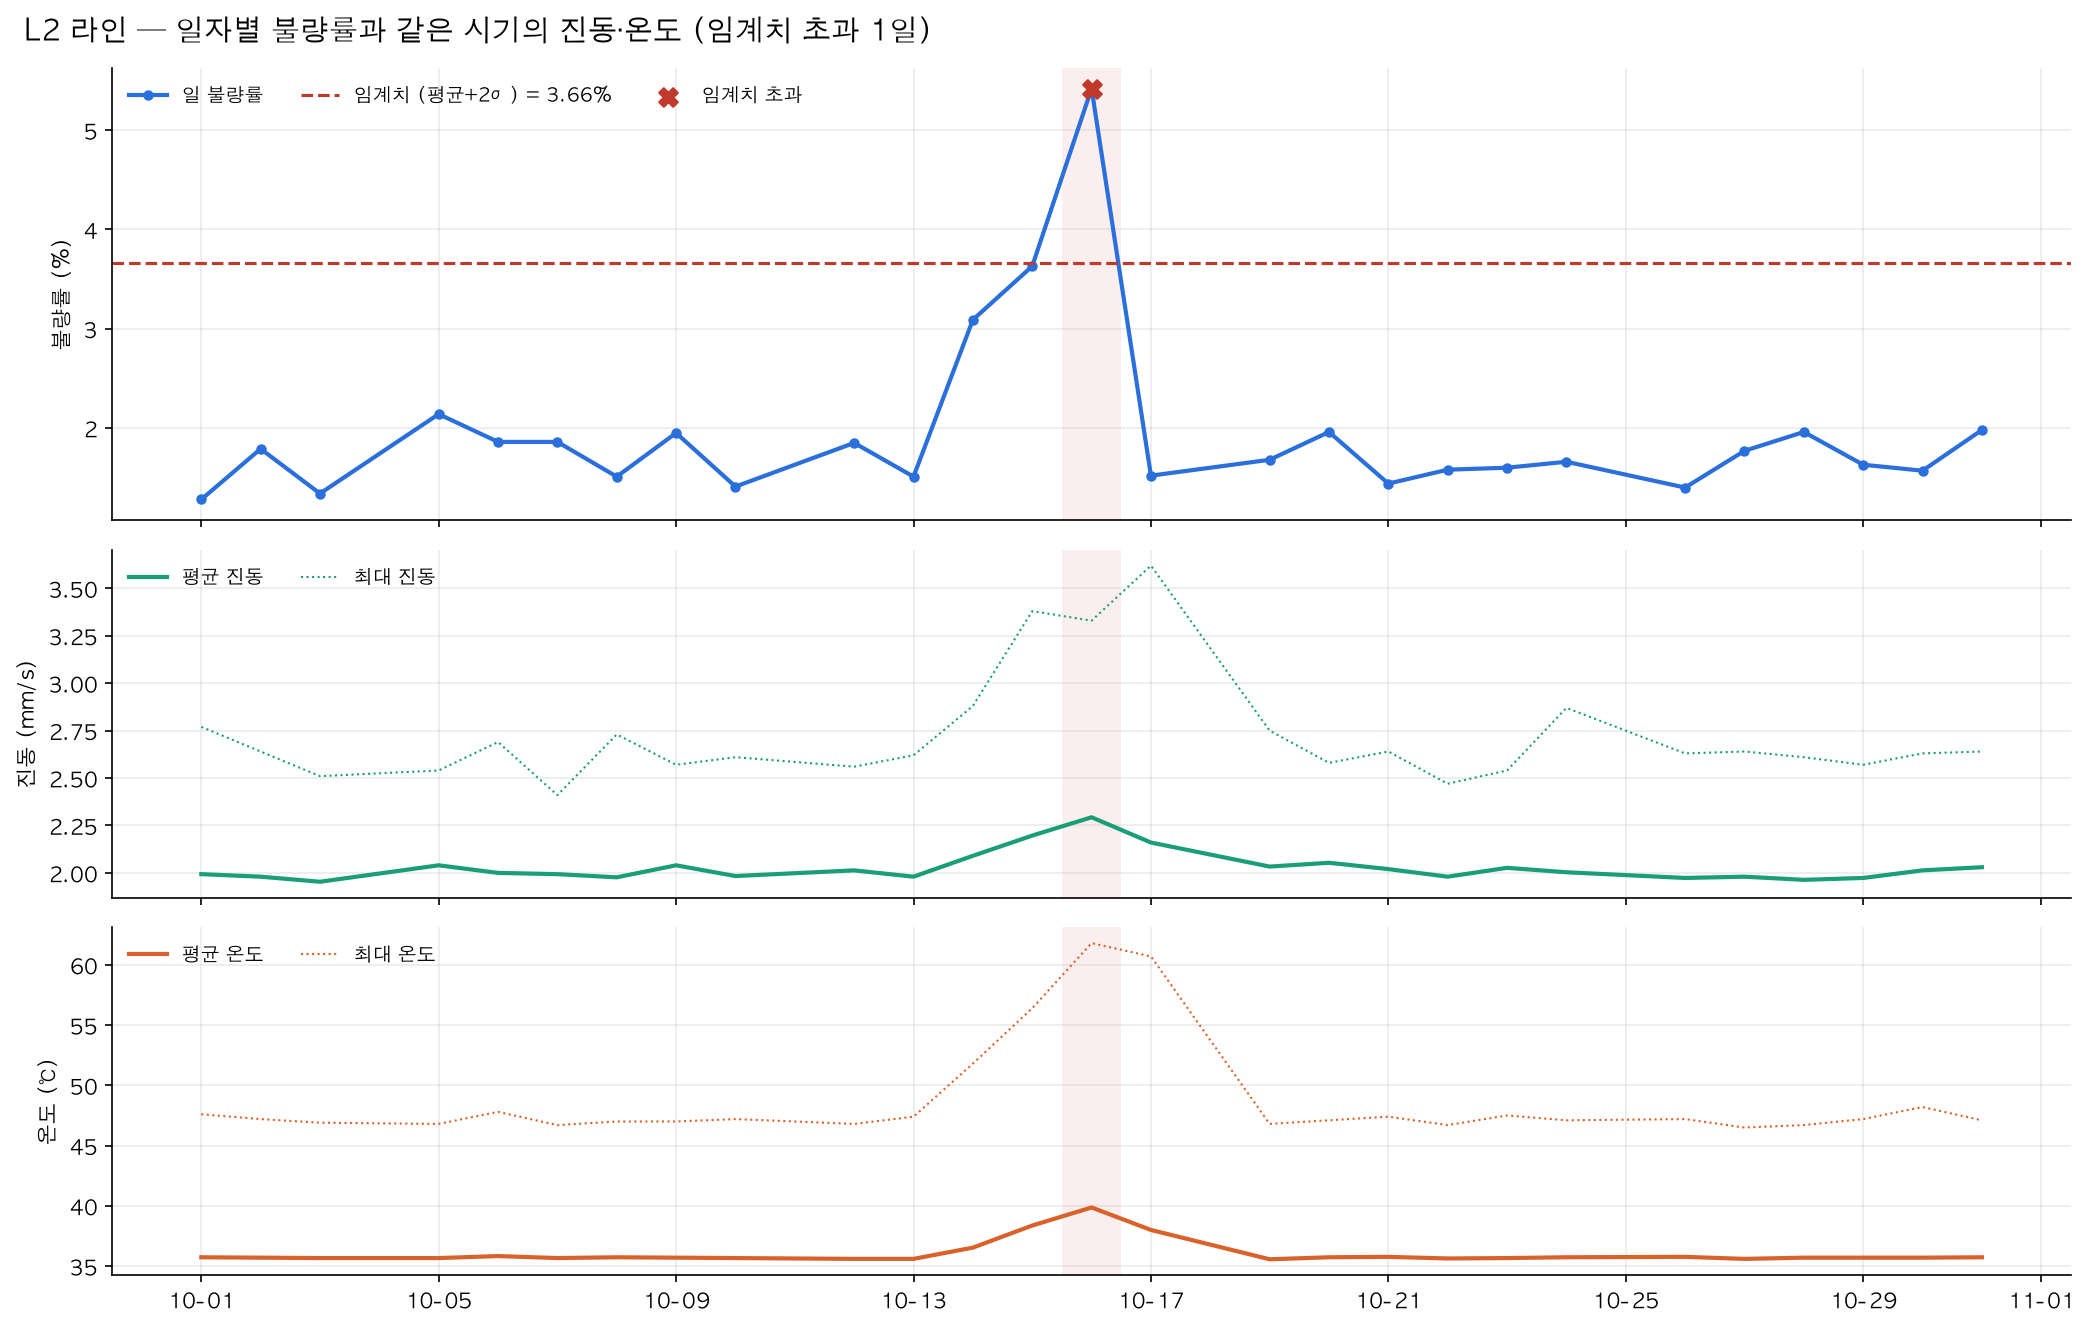 L2 라인 — 일자별 불량률과 같은 시기의 진동·온도 (임계치 초과 1일)
일 불량률 임계치 (평균+2σ ) = 3.66% 임계치 초과
불량률 (%)
5
4
3
2
평균 진동 최대 진동
진동 (mm/s)
3.50
3.25
3.00
2.75
2.50
2.25
2.00
평균 온도 최대 온도
온도 (℃)
60
55
50
45
40
35
10-01 10-05 10-09 10-13 10-17 10-21 10-25 10-29 11-01